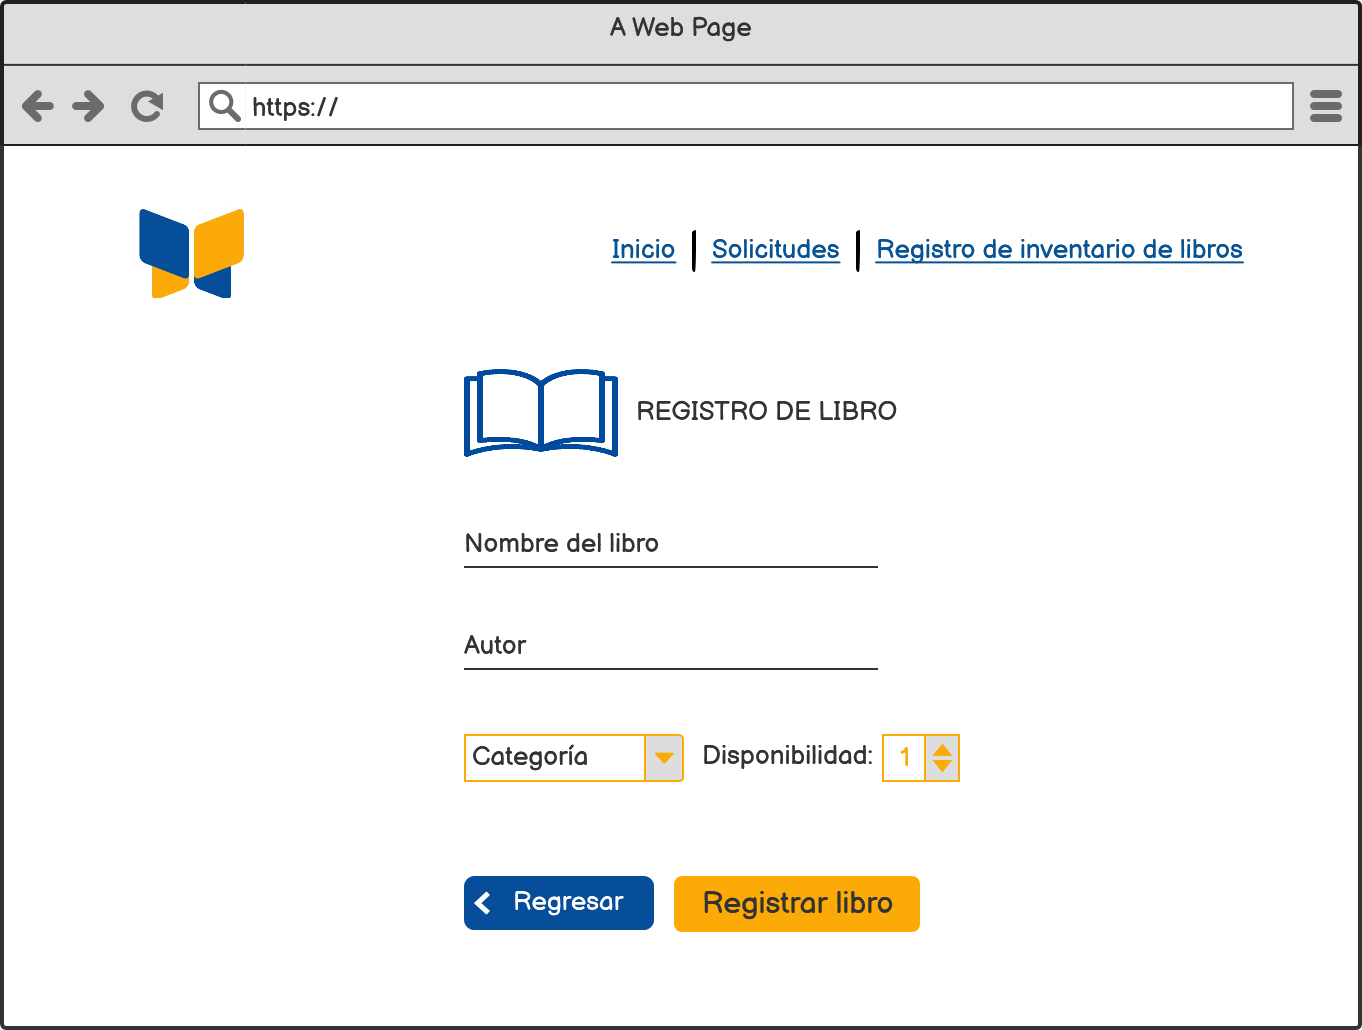 A Web Page
https://
Inicio | Solicitudes | Registro de inventario de libros
REGISTRO DE LIBRO
Nombre del libro
Autor
Categoría Disponibilidad: 1
Regresar Registrar libro